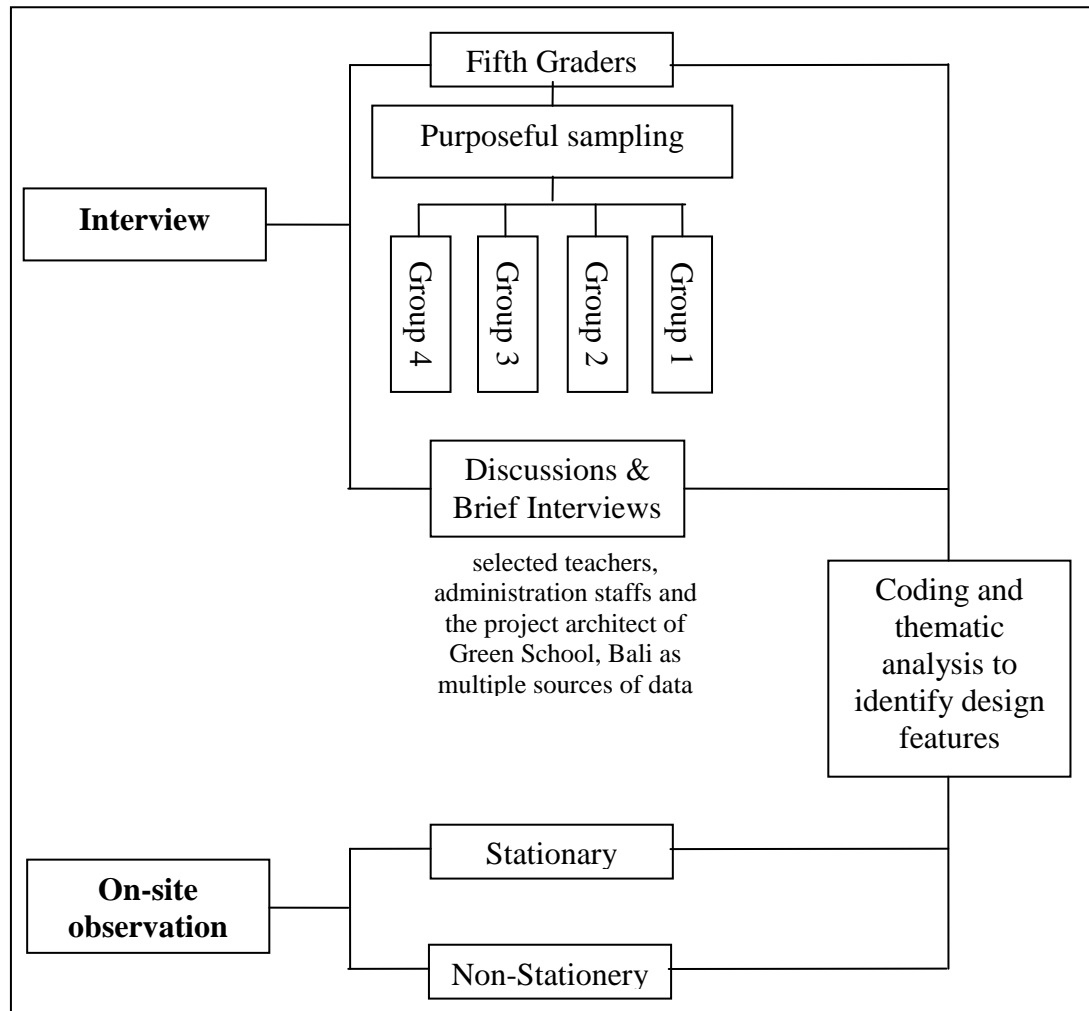 Fifth Graders
Purposeful sampling
Interview
Group 4
Group 3
Group 2
Group 1
Discussions &
Brief Interviews
selected teachers,
administration staffs and
the project architect of
Green School, Bali as
multiple sources of data
Coding and
thematic
analysis to
identify design
features
Stationary
On-site
observation
Non-Stationery